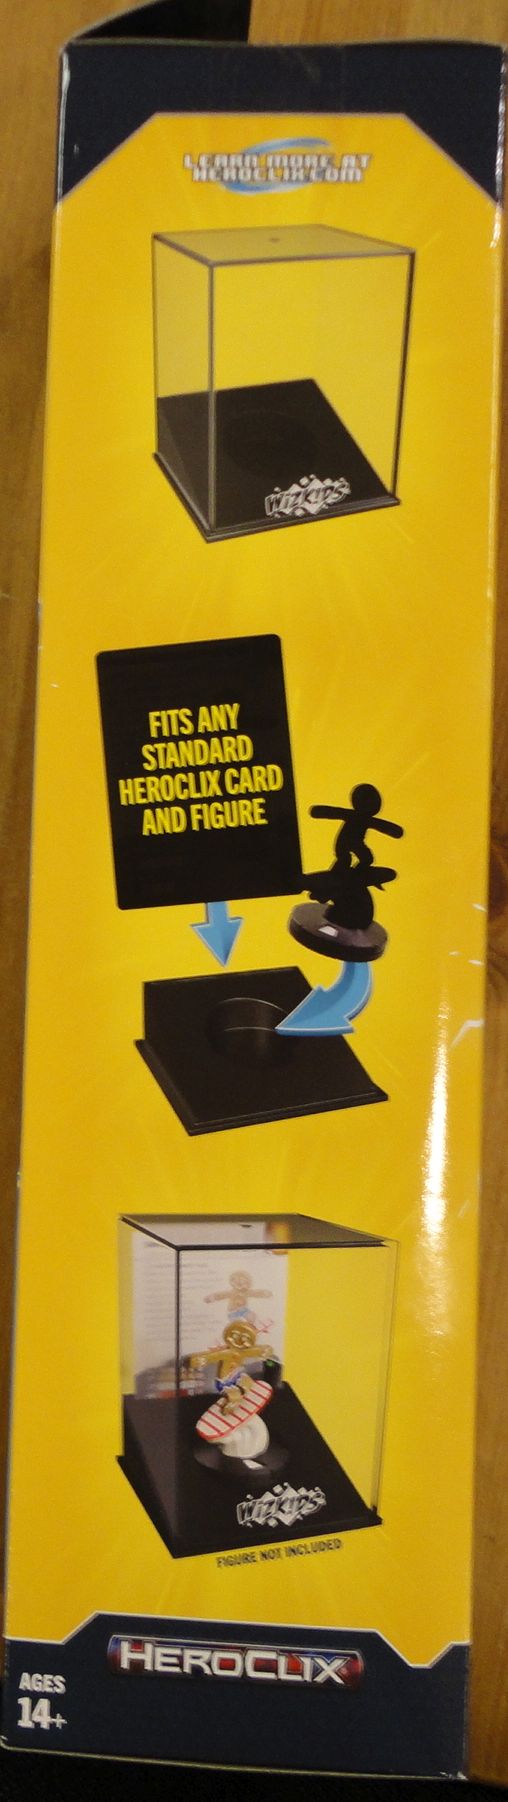 LEARN MORE AT
HEROCLIX.COM
WIZKIDS
FITS ANY
STANDARD
HEROCLIX CARD
AND FIGURE
WIZKIDS
FIGURE NOT INCLUDED
HEROCLIX®
AGES
14+